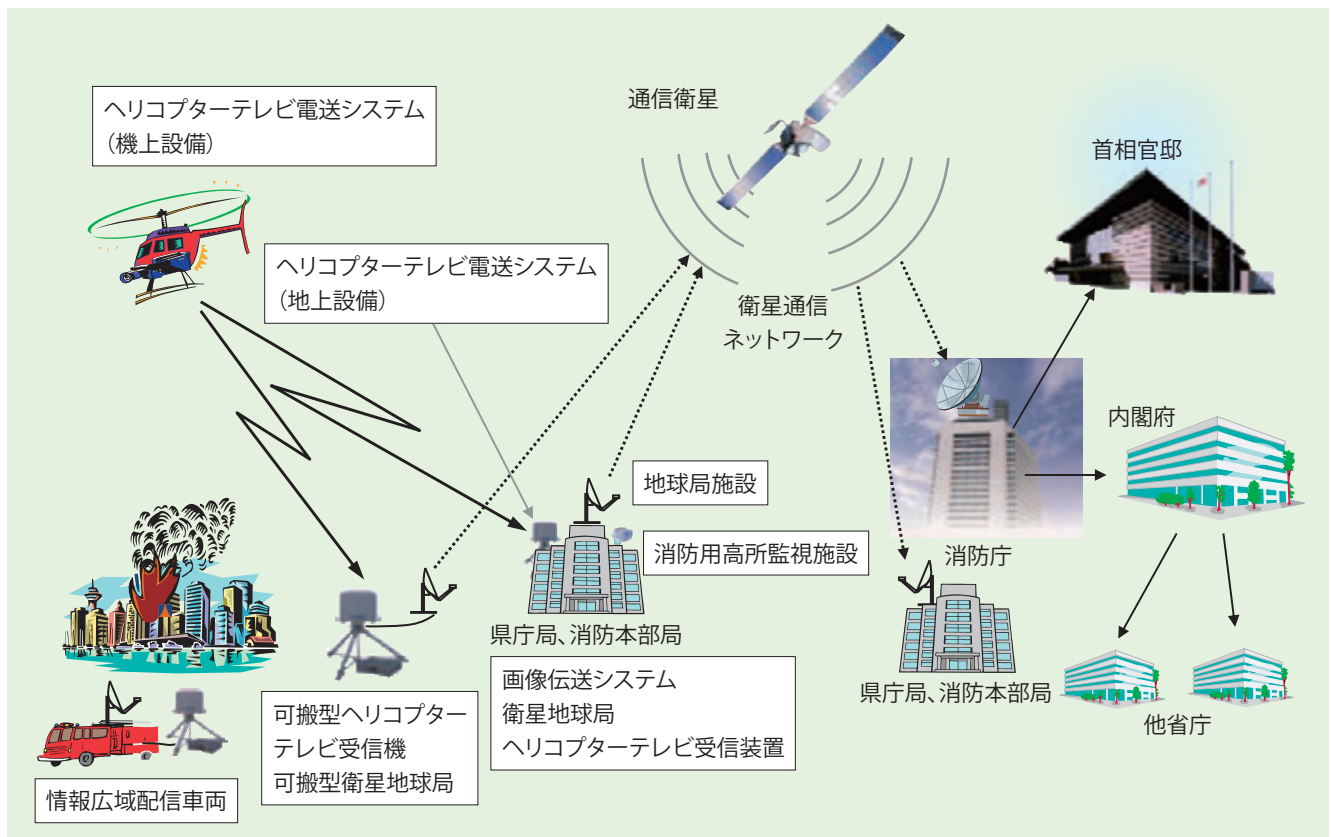 ヘリコプターテレビ電送システム
（機上設備）
通信衛星
首相官邸
ヘリコプターテレビ電送システム
（地上設備）
衛星通信
ネットワーク
内閣府
地球局施設
消防用高所監視施設
消防庁
県庁局、消防本部局
画像伝送システム
衛星地球局
ヘリコプターテレビ受信装置
県庁局、消防本部局
他省庁
可搬型ヘリコプター
テレビ受信機
可搬型衛星地球局
情報広域配信車両